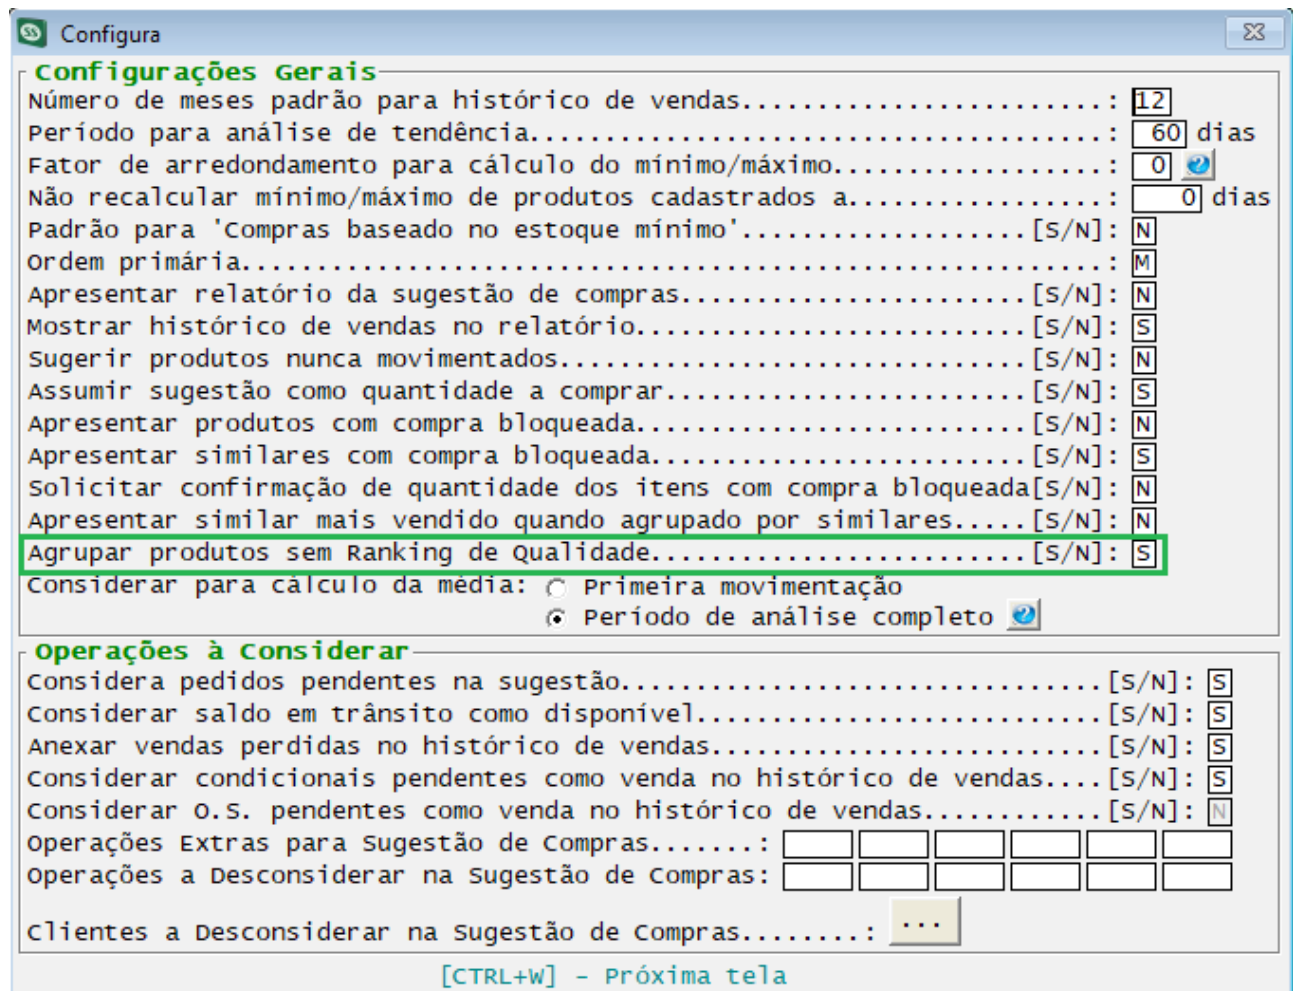 Configura
Configurações Gerais
Número de meses padrão para histórico de vendas........................: 12
Período para análise de tendência......................................: 60 dias
Fator de arredondamento para cálculo do mínimo/máximo..................: 0
Não recalcular mínimo/máximo de produtos cadastrados a.................: 0 dias
Padrão para 'Compras baseado no estoque mínimo'...................[S/N]: N
Ordem primária.........................................................: M
Apresentar relatório da sugestão de compras.......................[S/N]: N
Mostrar histórico de vendas no relatório..........................[S/N]: S
Sugerir produtos nunca movimentados...............................[S/N]: N
Assumir sugestão como quantidade a comprar........................[S/N]: S
Apresentar produtos com compra bloqueada..........................[S/N]: N
Apresentar similares com compra bloqueada.........................[S/N]: S
Solicitar confirmação de quantidade dos itens com compra bloqueada[S/N]: N
Apresentar similar mais vendido quando agrupado por similares.....[S/N]: N
Agrupar produtos sem Ranking de Qualidade.........................[S/N]: S
Considerar para cálculo da média: Primeira movimentação
Período de análise completo
Operações à Considerar
Considera pedidos pendentes na sugestão................................[S/N]: S
Considerar saldo em trânsito como disponível...........................[S/N]: S
Anexar vendas perdidas no histórico de vendas..........................[S/N]: S
Considerar condicionais pendentes como venda no histórico de vendas....[S/N]: S
Considerar O.S. pendentes como venda no histórico de vendas............[S/N]: N
Operações Extras para Sugestão de Compras.......:
Operações a Desconsiderar na Sugestão de Compras:
Clientes a Desconsiderar na Sugestão de Compras........: ...
[CTRL+W] - Próxima tela